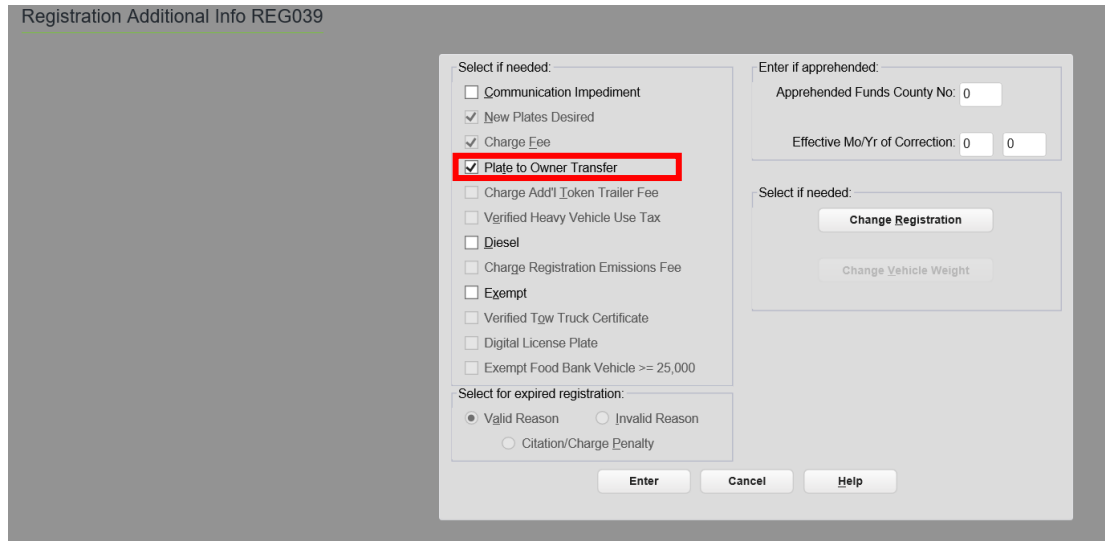 Registration Additional Info REG039
Select if needed:
Communication Impediment
New Plates Desired
Charge Fee
Plate to Owner Transfer
Charge Add'l Token Trailer Fee
Verified Heavy Vehicle Use Tax
Diesel
Charge Registration Emissions Fee
Exempt
Verified Tow Truck Certificate
Digital License Plate
Exempt Food Bank Vehicle >= 25,000
Select for expired registration:
Valid Reason Invalid Reason
Citation/Charge Penalty
Enter if apprehended:
Apprehended Funds County No: 0
Effective Mo/Yr of Correction: 0 0
Select if needed:
Change Registration
Change Vehicle Weight
Enter Cancel Help